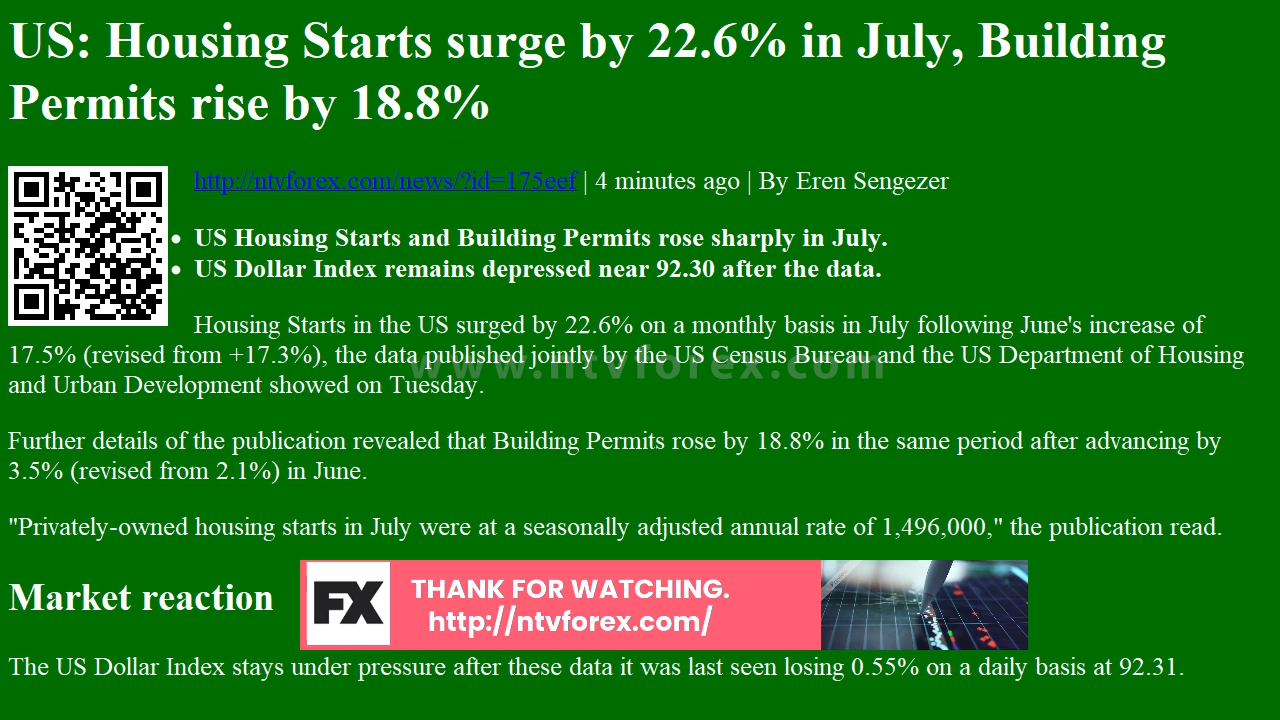 US: Housing Starts surge by 22.6% in July, Building
Permits rise by 18.8%
http://ntvforex.com/news/?id=175eef | 4 minutes ago | By Eren Sengezer
• US Housing Starts and Building Permits rose sharply in July.
• US Dollar Index remains depressed near 92.30 after the data.
Housing Starts in the US surged by 22.6% on a monthly basis in July following June's increase of
17.5% (revised from +17.3%), the data published jointly by the US Census Bureau and the US Department of Housing
www.ntvforex.com
and Urban Development showed on Tuesday.
Further details of the publication revealed that Building Permits rose by 18.8% in the same period after advancing by
3.5% (revised from 2.1%) in June.
"Privately-owned housing starts in July were at a seasonally adjusted annual rate of 1,496,000," the publication read.
Market reaction
FX
THANK FOR WATCHING.
http://ntvforex.com/
The US Dollar Index stays under pressure after these data it was last seen losing 0.55% on a daily basis at 92.31.